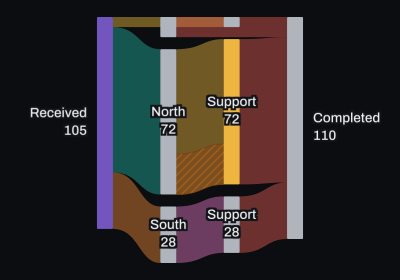 Received
105
North
72
Support
72
Completed
110
South
28
Support
28